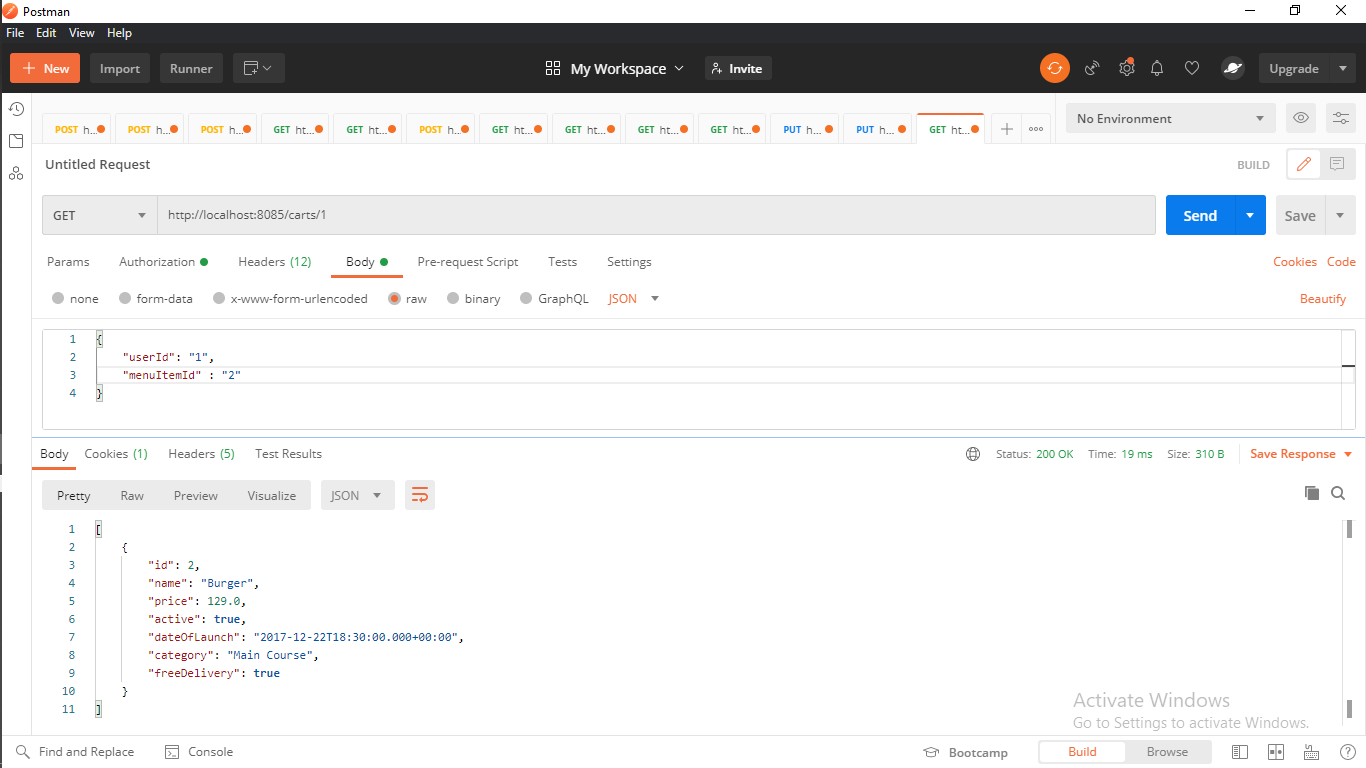 Postman
File Edit View Help
New Import Runner My Workspace Invite Upgrade
POST h... POST h... POST h... GET ht... GET ht... POST h... GET ht... GET ht... GET ht... GET ht... PUT h... PUT h... GET ht... No Environment
Untitled Request BUILD
GET http://localhost:8085/carts/1 Send Save
Params Authorization Headers (12) Body Pre-request Script Tests Settings Cookies Code
none form-data x-www-form-urlencoded raw binary GraphQL JSON Beautify
1 {
2 "userId": "1",
3 "menuItemId" : "2"
4 }
Body Cookies (1) Headers (5) Test Results Status: 200 OK Time: 19 ms Size: 310 B Save Response
Pretty Raw Preview Visualize JSON
1 [
2 {
3 "id": 2,
4 "name": "Burger",
5 "price": 129.0,
6 "active": true,
7 "dateOfLaunch": "2017-12-22T18:30:00.000+00:00",
8 "category": "Main Course",
9 "freeDelivery": true
10 }
11 ]
Activate Windows
Go to Settings to activate Windows.
Find and Replace Console Bootcamp Build Browse